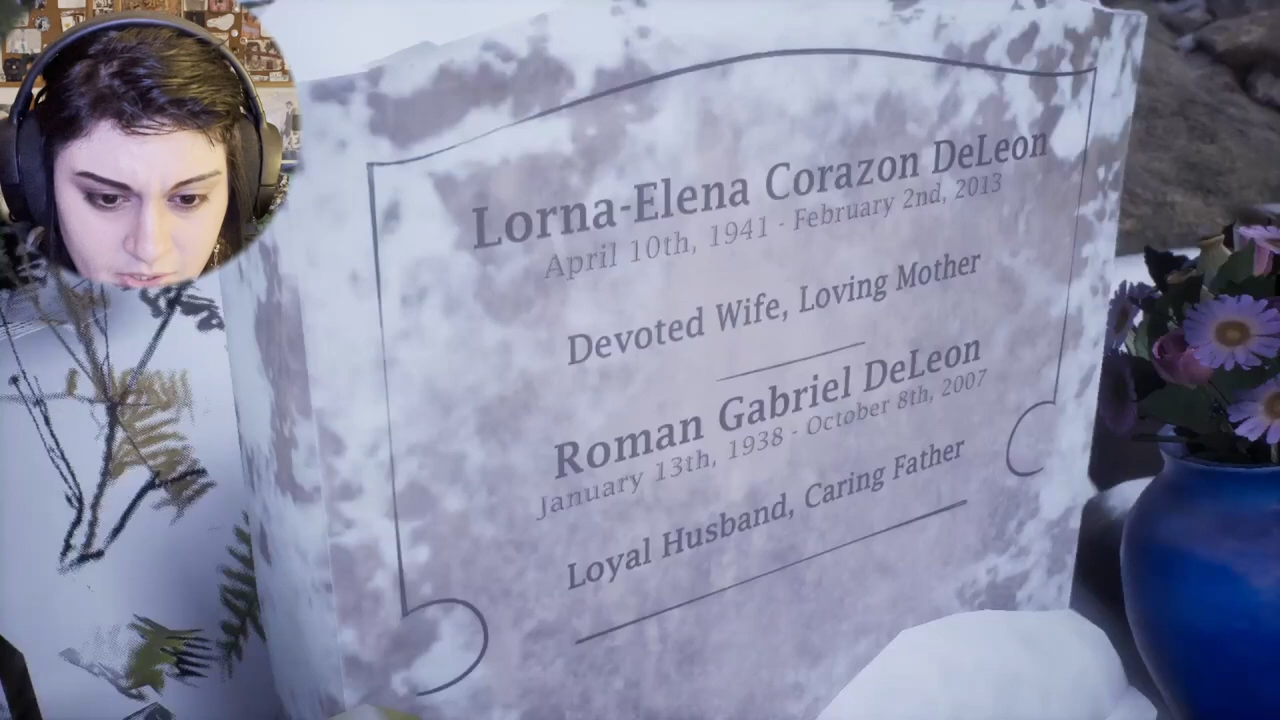 Lorna-Elena Corazon DeLeon
April 10th, 1941 - February 2nd, 2013
Devoted Wife, Loving Mother
Roman Gabriel DeLeon
January 13th, 1938 - October 8th, 2007
Loyal Husband, Caring Father